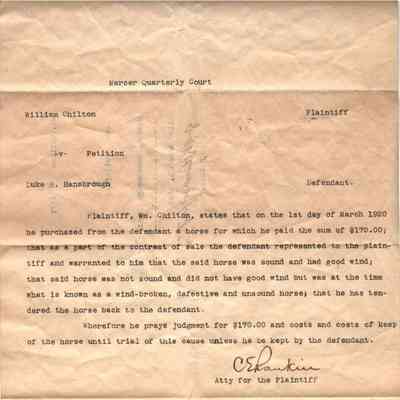 Mercer Quarterly Court
William Chilton Plaintiff
v- Petition
Duke B. Hansbrough Defendant.
Plaintiff, Wm. Chilton, states that on the 1st day of March 1920
he purchased from the defendant a horse for which he paid the sum of $170.00;
that as a part of the contract of sale the defendant represented to the plain-
tiff and warranted to him that the said horse was sound and had good wind;
that said horse was not sound and did not have good wind but was at the time
what is known as a wind-broken, defective and unsound horse; that he has ten-
dered the horse back to the defendant.
Wherefore he prays judgment for $170.00 and costs and costs of keep
of the horse until trial of this cause unless he be kept by the defendant.
C E Rankin
Atty for the Plaintiff